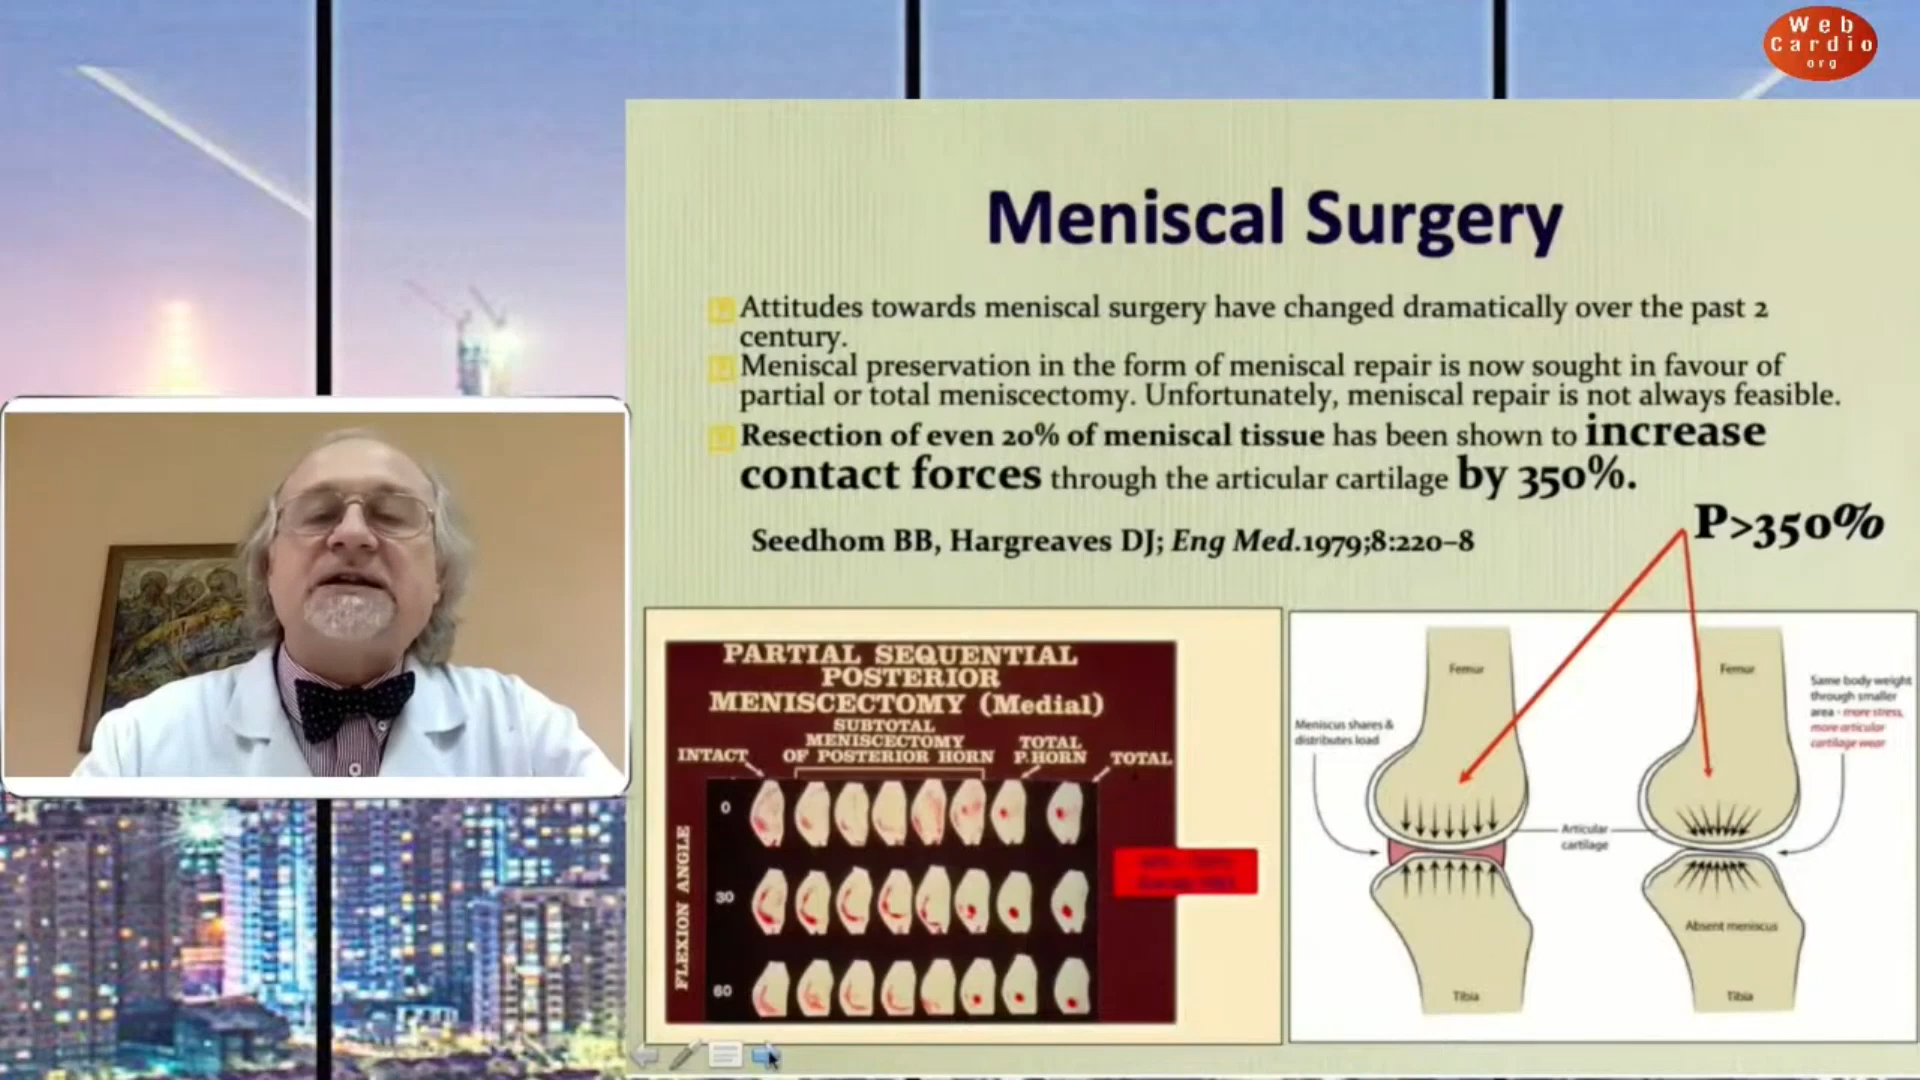 Web
Cardio
org
Meniscal Surgery
Attitudes towards meniscal surgery have changed dramatically over the past 2
century.
Meniscal preservation in the form of meniscal repair is now sought in favour of
partial or total meniscectomy. Unfortunately, meniscal repair is not always feasible.
Resection of even 20% of meniscal tissue has been shown to increase
contact forces through the articular cartilage by 350%.
P>350%
Seedhom BB, Hargreaves DJ; Eng Med.1979;8:220–8
PARTIAL SEQUENTIAL
POSTERIOR
MENISCECTOMY (Medial)
SUBTOTAL
MENISCECTOMY
OF POSTERIOR HORN
INTACT
TOTAL
P.HORN
TOTAL
FLEXION ANGLE
0
30
60
Femur
Femur
Meniscus shares &
distributes load
Same body weight
through smaller
area - more stress,
more articular
cartilage wear
Articular
cartilage
Absent meniscus
Tibia
Tibia